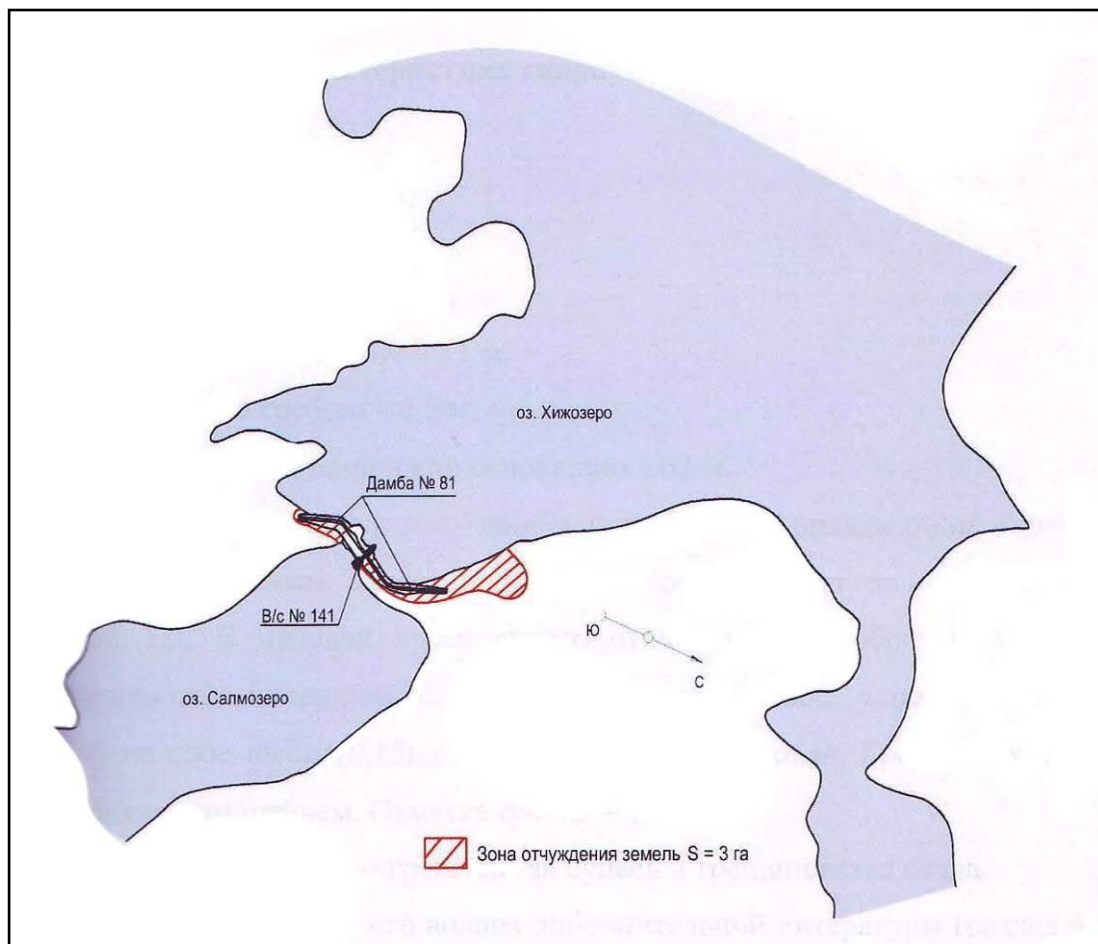 оз. Хижозеро
Дамба № 81
В/с № 141
Ю
С
оз. Салмозеро
Зона отчуждения земель S = 3 га